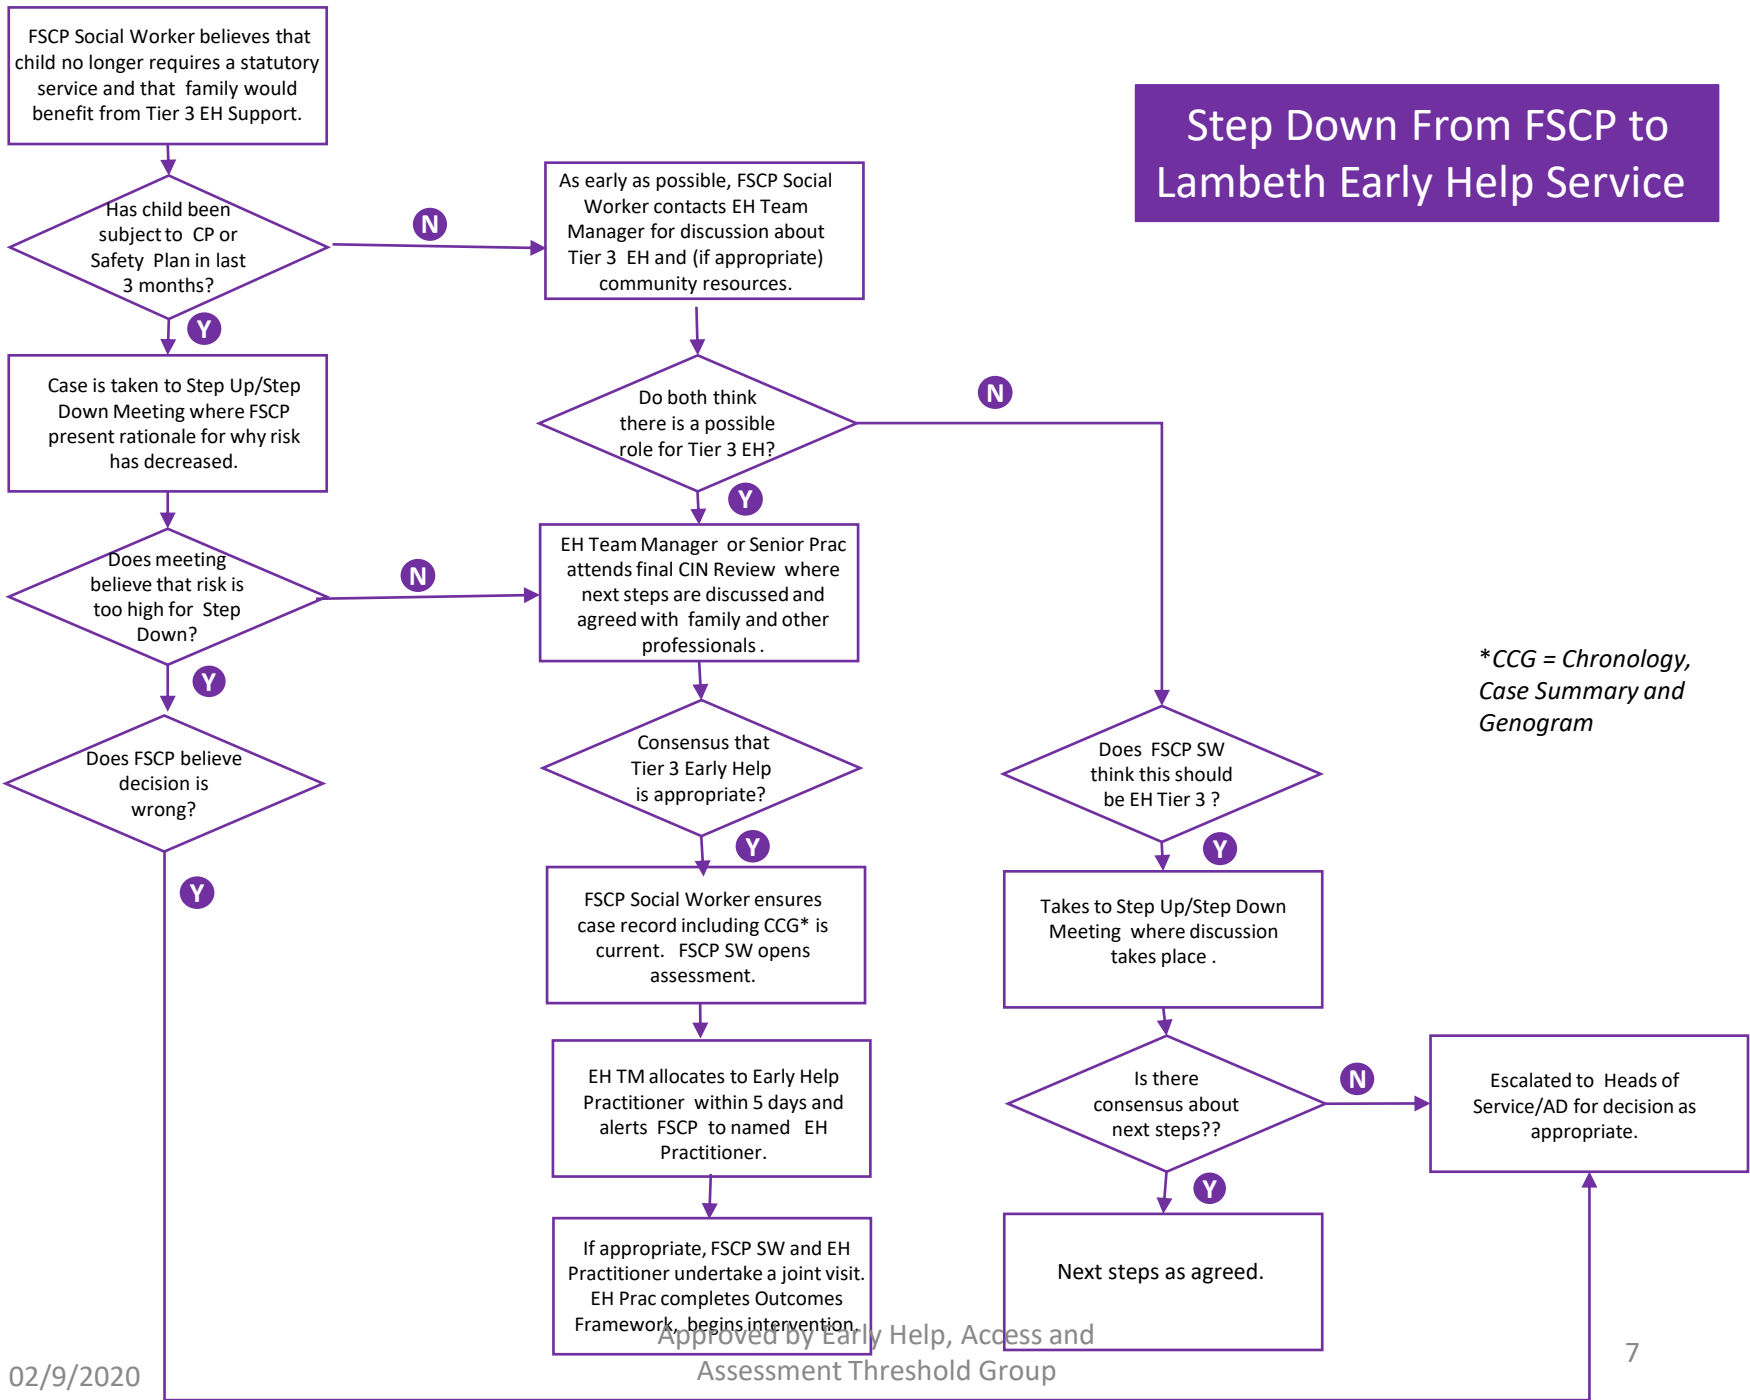 FSCP Social Worker believes that
child no longer requires a statutory
service and that family would
benefit from Tier 3 EH Support.
Step Down From FSCP to
Lambeth Early Help Service
Has child been
subject to CP or
Safety Plan in last
3 months?
N
As early as possible, FSCP Social
Worker contacts EH Team
Manager for discussion about
Tier 3 EH and (if appropriate)
community resources.
Y
Case is taken to Step Up/Step
Down Meeting where FSCP
present rationale for why risk
has decreased.
Do both think
there is a possible
role for Tier 3 EH?
N
Y
Does meeting
believe that risk is
too high for Step
Down?
N
EH Team Manager or Senior Prac
attends final CIN Review where
next steps are discussed and
agreed with family and other
professionals .
Y
*CCG = Chronology,
Case Summary and
Genogram
Does FSCP believe
decision is
wrong?
Y
Consensus that
Tier 3 Early Help
is appropriate?
Y
Does FSCP SW
think this should
be EH Tier 3 ?
Y
FSCP Social Worker ensures
case record including CCG* is
current. FSCP SW opens
assessment.
Takes to Step Up/Step Down
Meeting where discussion
takes place .
EH TM allocates to Early Help
Practitioner within 5 days and
alerts FSCP to named EH
Practitioner.
Is there
consensus about
next steps??
N
Escalated to Heads of
Service/AD for decision as
appropriate.
Y
If appropriate, FSCP SW and EH
Practitioner undertake a joint visit.
EH Prac completes Outcomes
Framework, begins intervention.
Next steps as agreed.
02/9/2020
Approved by Early Help, Access and
Assessment Threshold Group
7